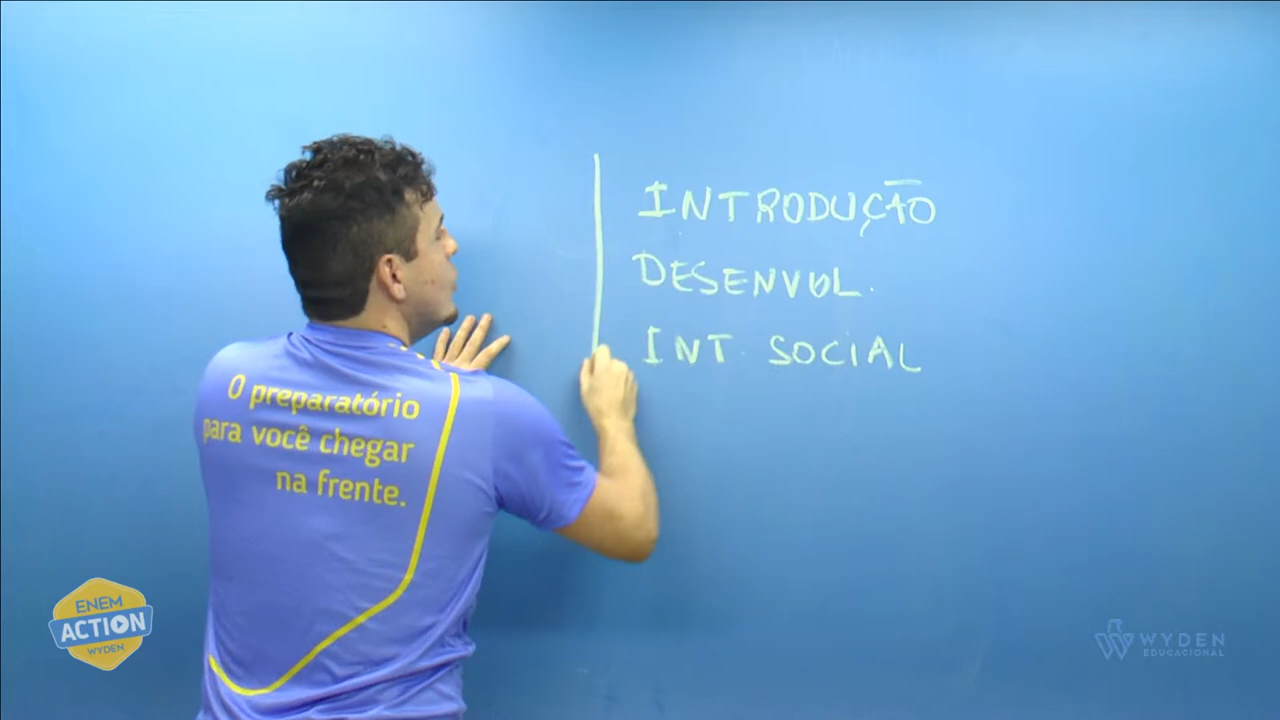 INTRODUÇÃO
DESENVOL.
INT. SOCIAL
O preparatório
para você chegar
na frente.
ENEM
ACTION
WYDEN
WYDEN
EDUCACIONAL